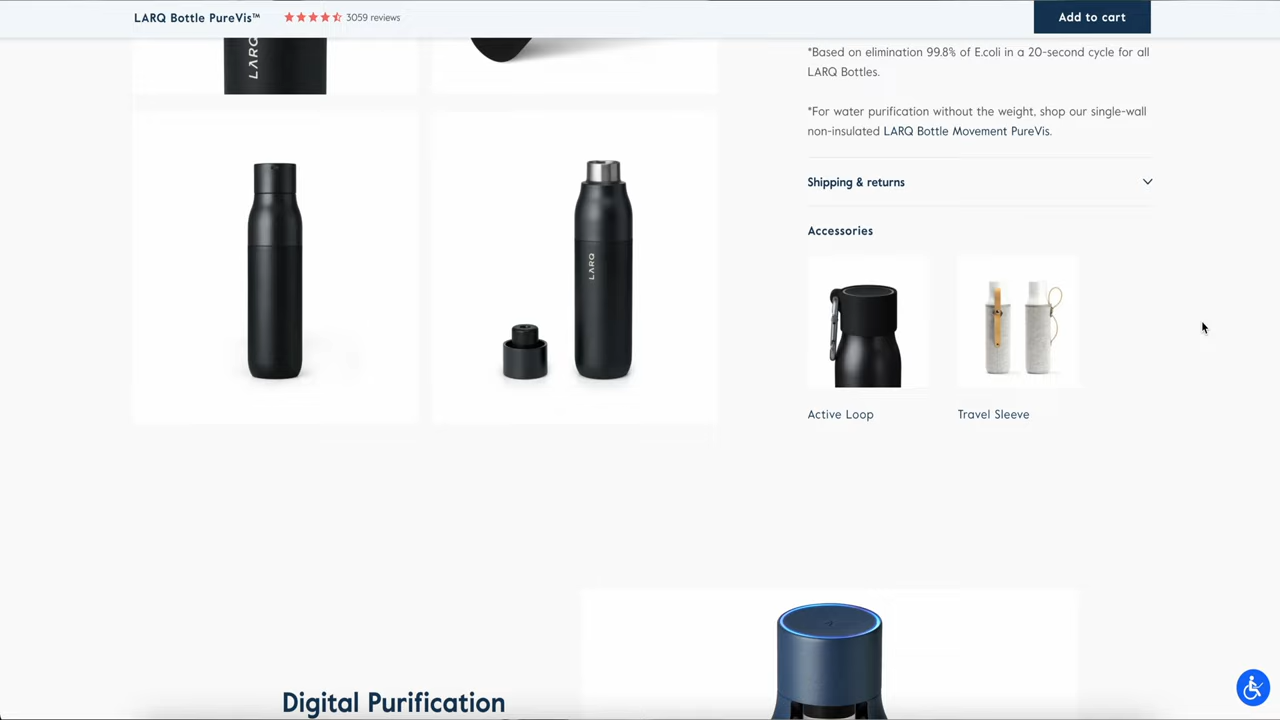 LARQ Bottle PureVis™
3059 reviews
Add to cart
LARQ
*Based on elimination 99.8% of E.coli in a 20-second cycle for all
LARQ Bottles.
*For water purification without the weight, shop our single-wall
non-insulated LARQ Bottle Movement PureVis.
Shipping & returns
Accessories
LARQ
Active Loop
Travel Sleeve
Digital Purification